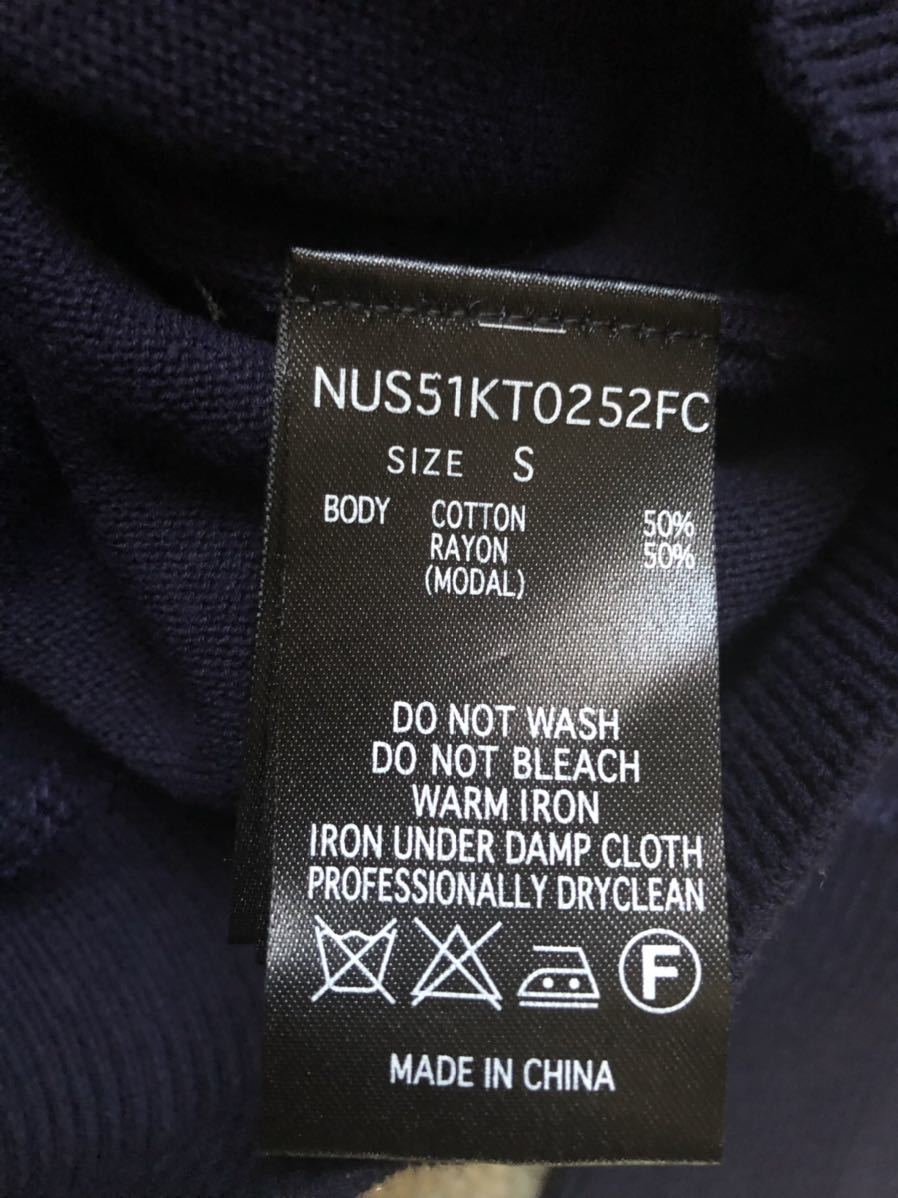 NUS51KT0252FC
SIZE S
BODY COTTON 50%
RAYON 50%
(MODAL)
DO NOT WASH
DO NOT BLEACH
WARM IRON
IRON UNDER DAMP CLOTH
PROFESSIONALLY DRYCLEAN
F
MADE IN CHINA